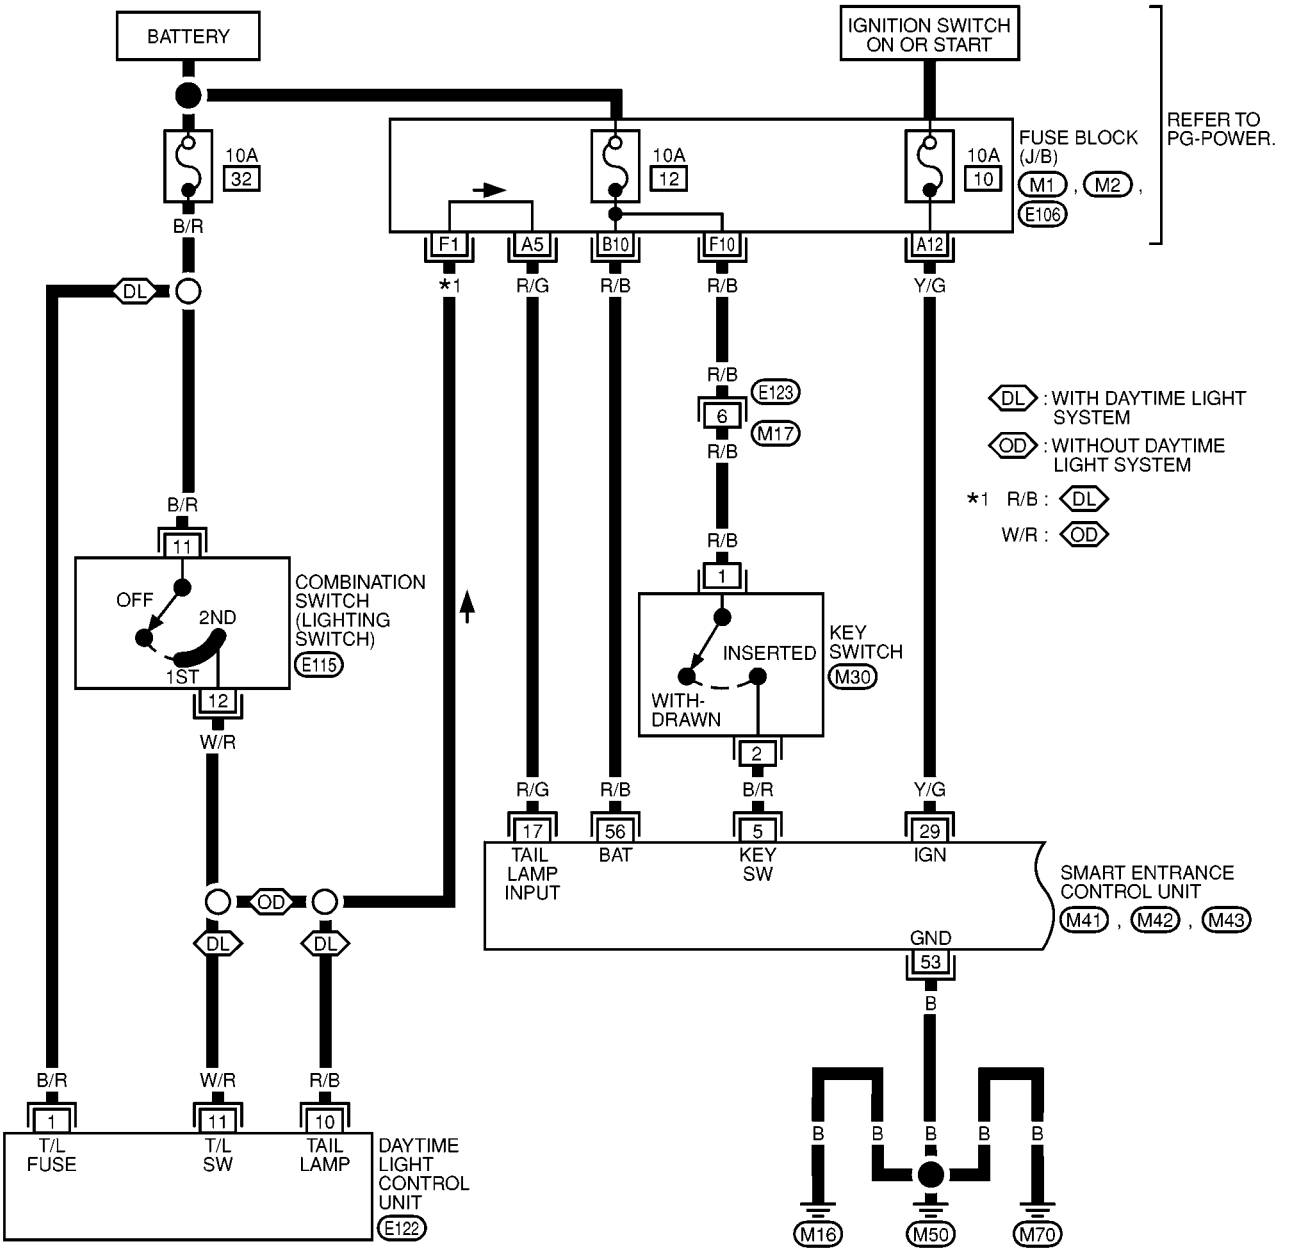 BATTERY
IGNITION SWITCH
ON OR START
REFER TO
PG-POWER.
10A
32
10A
12
10A
10
FUSE BLOCK
(J/B)
M1 , M2 ,
E106
B/R
F1
A5
B10
F10
A12
*1
R/G
R/B
R/B
Y/G
DL
R/B
E123
6
M17
R/B
DL : WITH DAYTIME LIGHT
SYSTEM
OD : WITHOUT DAYTIME
LIGHT SYSTEM
*1 R/B : DL
W/R : OD
B/R
11
R/B
1
OFF
2ND
1ST
COMBINATION
SWITCH
(LIGHTING
SWITCH)
E115
12
W/R
INSERTED
WITH-
DRAWN
KEY
SWITCH
M30
2
R/G
R/B
B/R
Y/G
17
56
5
29
TAIL
LAMP
INPUT
BAT
KEY
SW
IGN
SMART ENTRANCE
CONTROL UNIT
M41 , M42 , M43
GND
53
B
OD
DL
DL
B/R
W/R
R/B
1
11
10
T/L
FUSE
T/L
SW
TAIL
LAMP
DAYTIME
LIGHT
CONTROL
UNIT
E122
B
B
B
B
B
M16
M50
M70